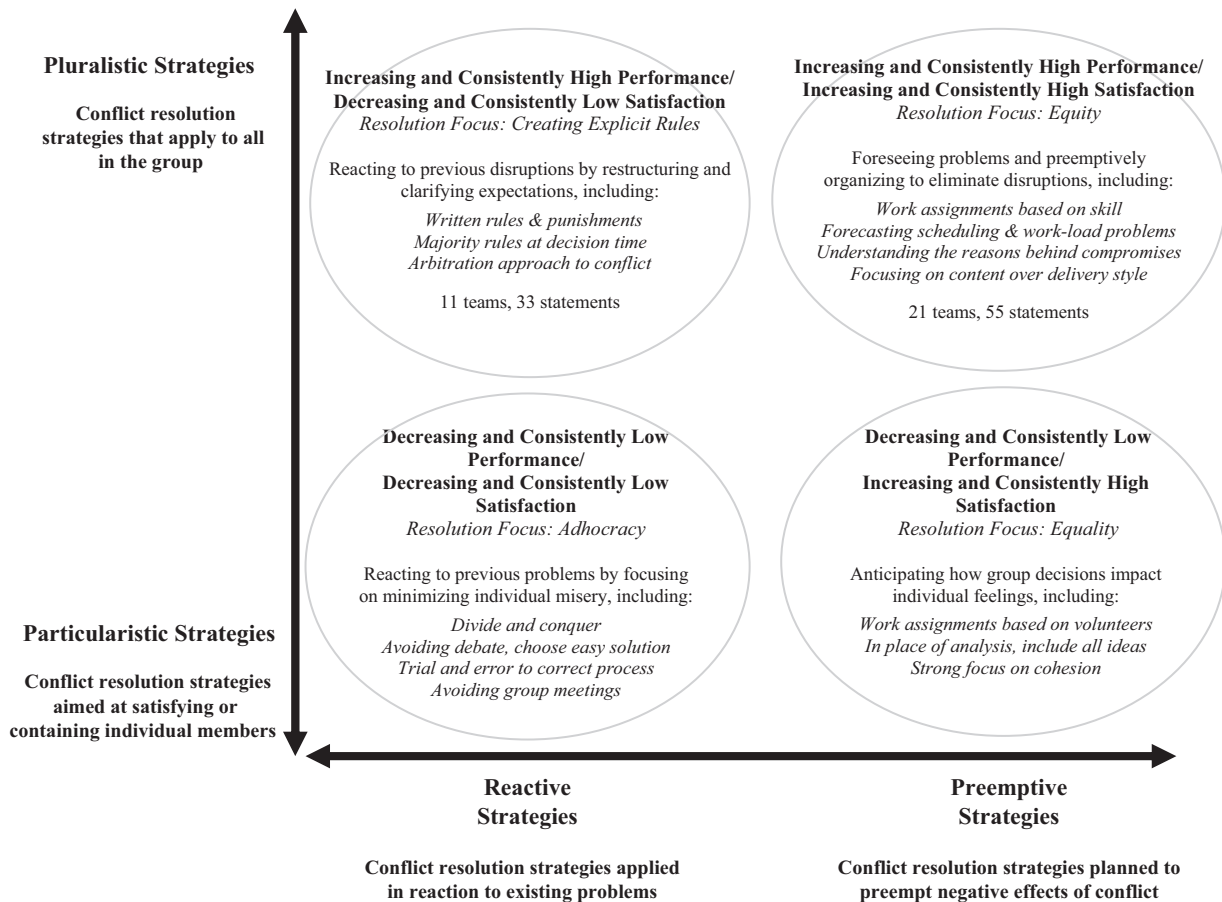 Pluralistic Strategies
Conflict resolution
strategies that apply to all
in the group
Increasing and Consistently High Performance/
Decreasing and Consistently Low Satisfaction
Resolution Focus: Creating Explicit Rules
Reacting to previous disruptions by restructuring and
clarifying expectations, including:
Written rules & punishments
Majority rules at decision time
Arbitration approach to conflict
11 teams, 33 statements
Increasing and Consistently High Performance/
Increasing and Consistently High Satisfaction
Resolution Focus: Equity
Foreseeing problems and preemptively
organizing to eliminate disruptions, including:
Work assignments based on skill
Forecasting scheduling & work-load problems
Understanding the reasons behind compromises
Focusing on content over delivery style
21 teams, 55 statements
Particularistic Strategies
Conflict resolution strategies
aimed at satisfying or
containing individual members
Decreasing and Consistently Low
Performance/
Decreasing and Consistently Low
Satisfaction
Resolution Focus: Adhocracy
Reacting to previous problems by focusing
on minimizing individual misery, including:
Divide and conquer
Avoiding debate, choose easy solution
Trial and error to correct process
Avoiding group meetings
Decreasing and Consistently Low
Performance/
Increasing and Consistently High
Satisfaction
Resolution Focus: Equality
Anticipating how group decisions impact
individual feelings, including:
Work assignments based on volunteers
In place of analysis, include all ideas
Strong focus on cohesion
Reactive
Strategies
Conflict resolution strategies applied
in reaction to existing problems
Preemptive
Strategies
Conflict resolution strategies planned to
preempt negative effects of conflict